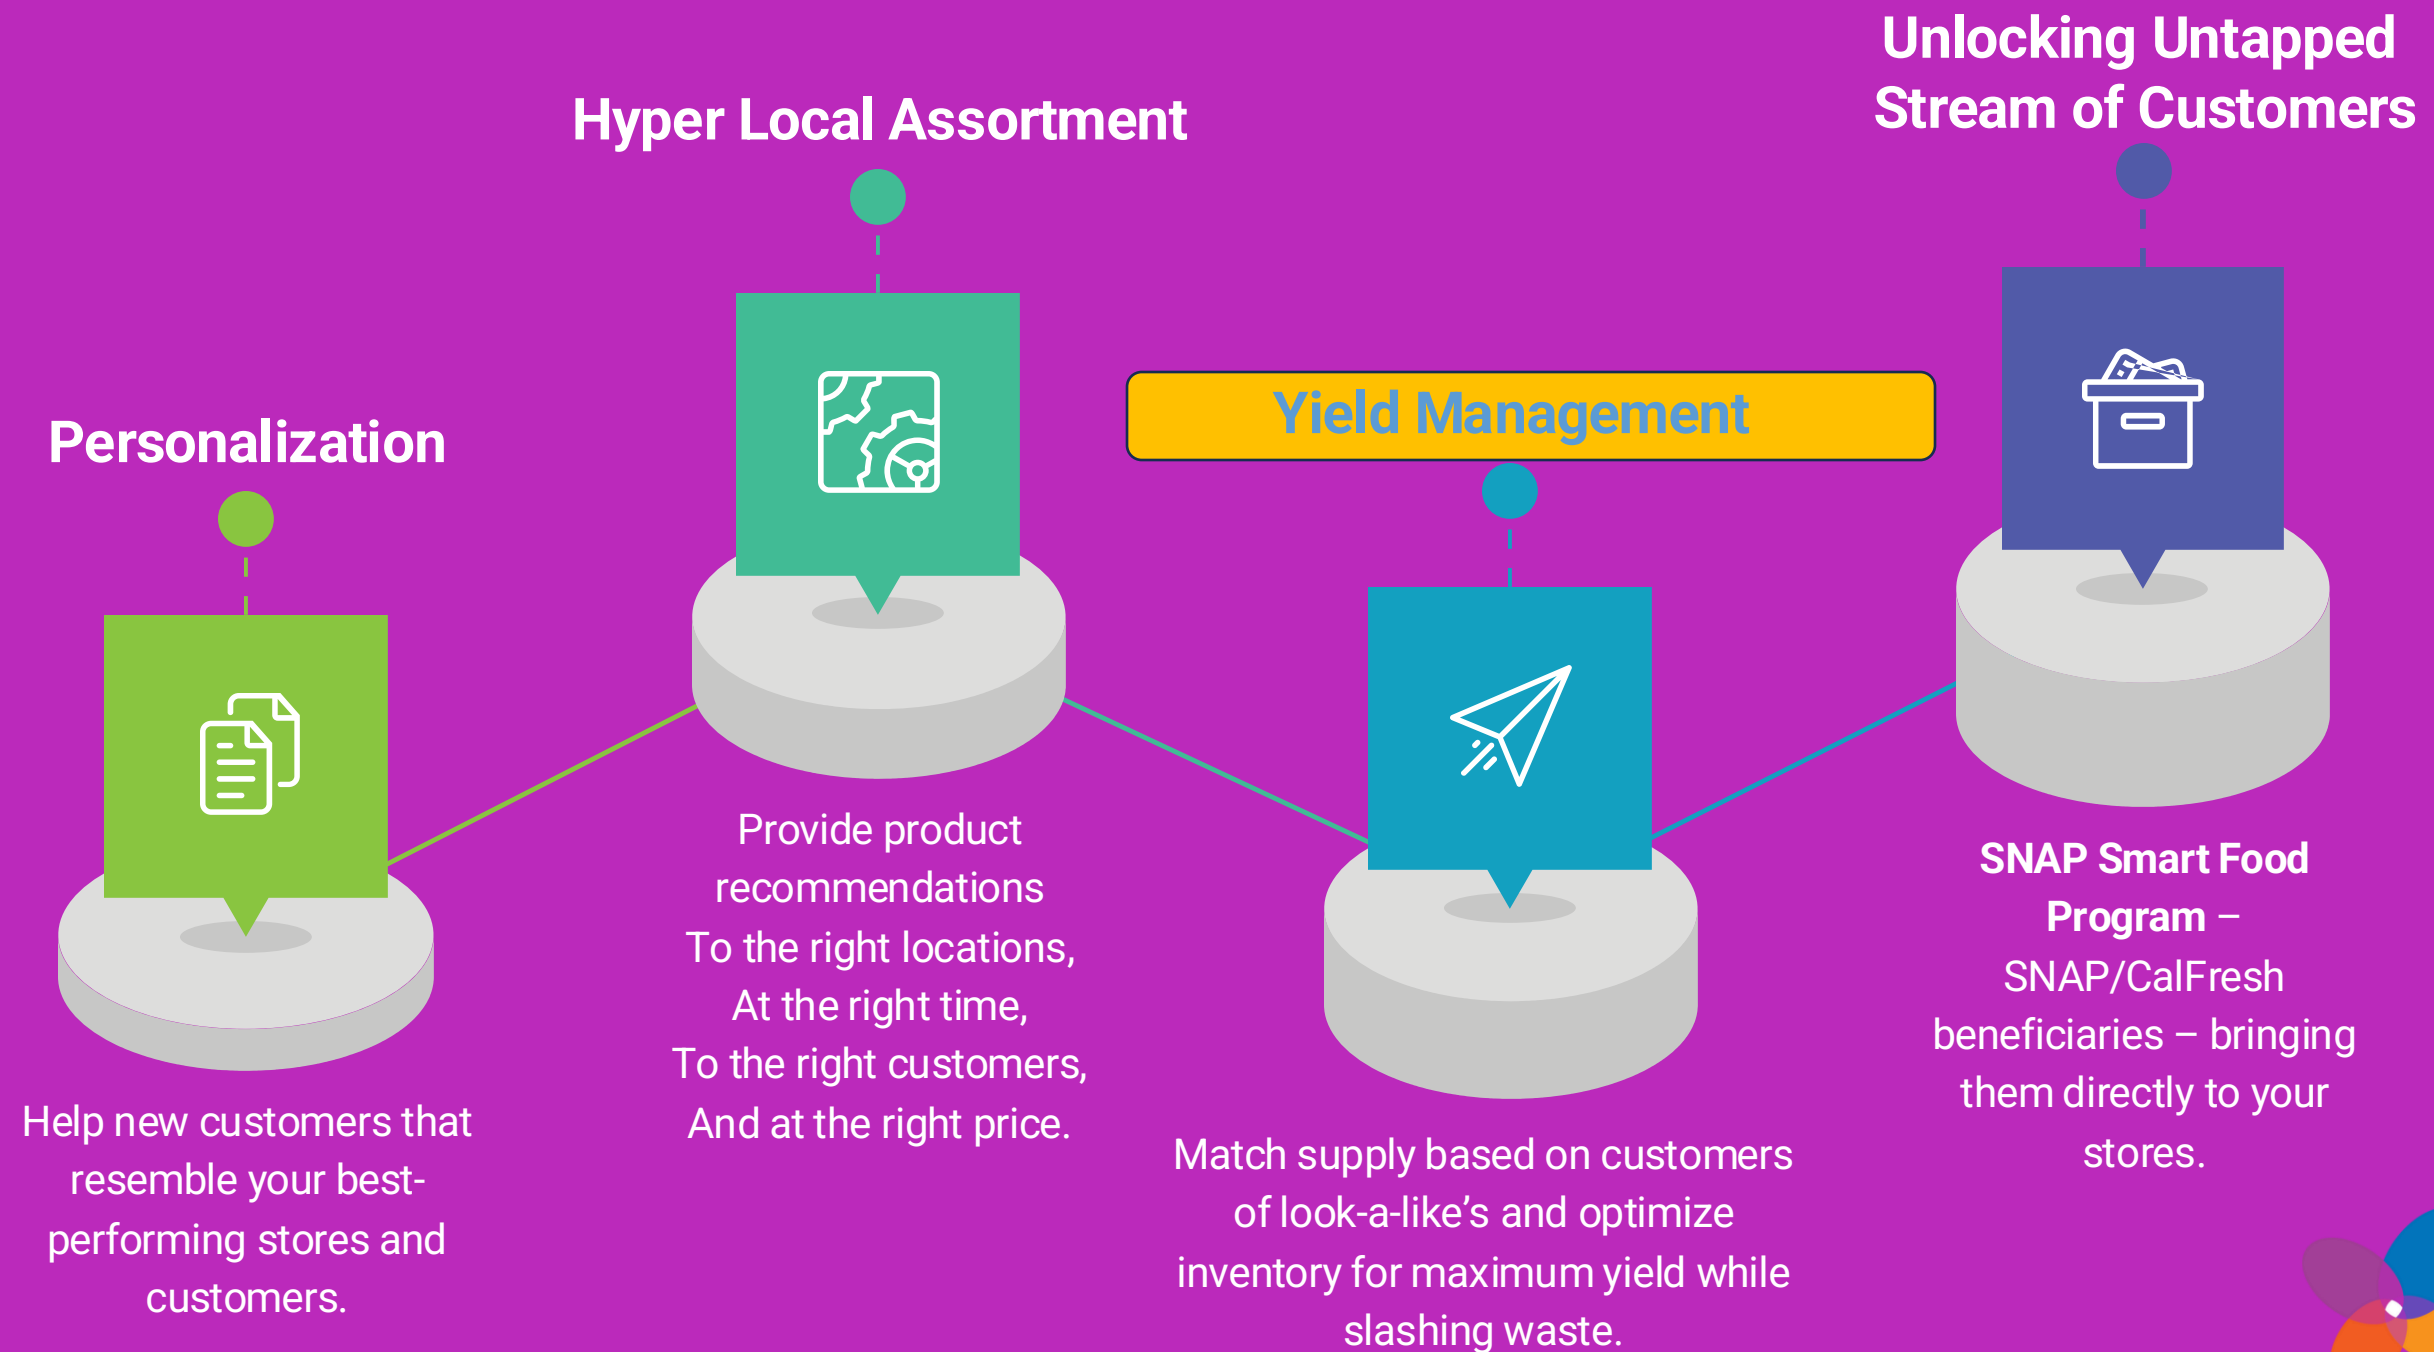 Personalization
Help new customers that
resemble your best-
performing stores and
customers.
Hyper Local Assortment
Provide product
recommendations
To the right locations,
At the right time,
To the right customers,
And at the right price.
Yield Management
Match supply based on customers
of look-a-like’s and optimize
inventory for maximum yield while
slashing waste.
Unlocking Untapped
Stream of Customers
SNAP Smart Food
Program –
SNAP/CalFresh
beneficiaries – bringing
them directly to your
stores.